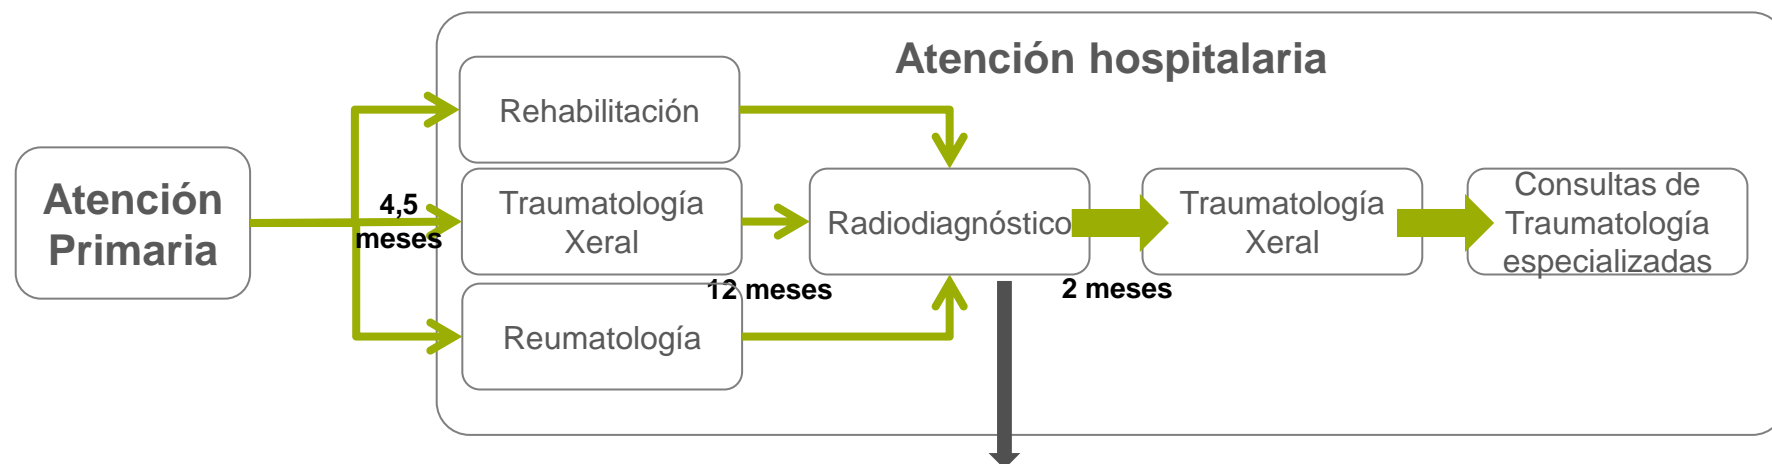 Atención hospitalaria
Atención
Primaria
4,5
meses
Rehabilitación
Traumatología
Xeral
Reumatología
12 meses
Radiodiagnóstico
2 meses
Traumatología
Xeral
Consultas de
Traumatología
especializadas